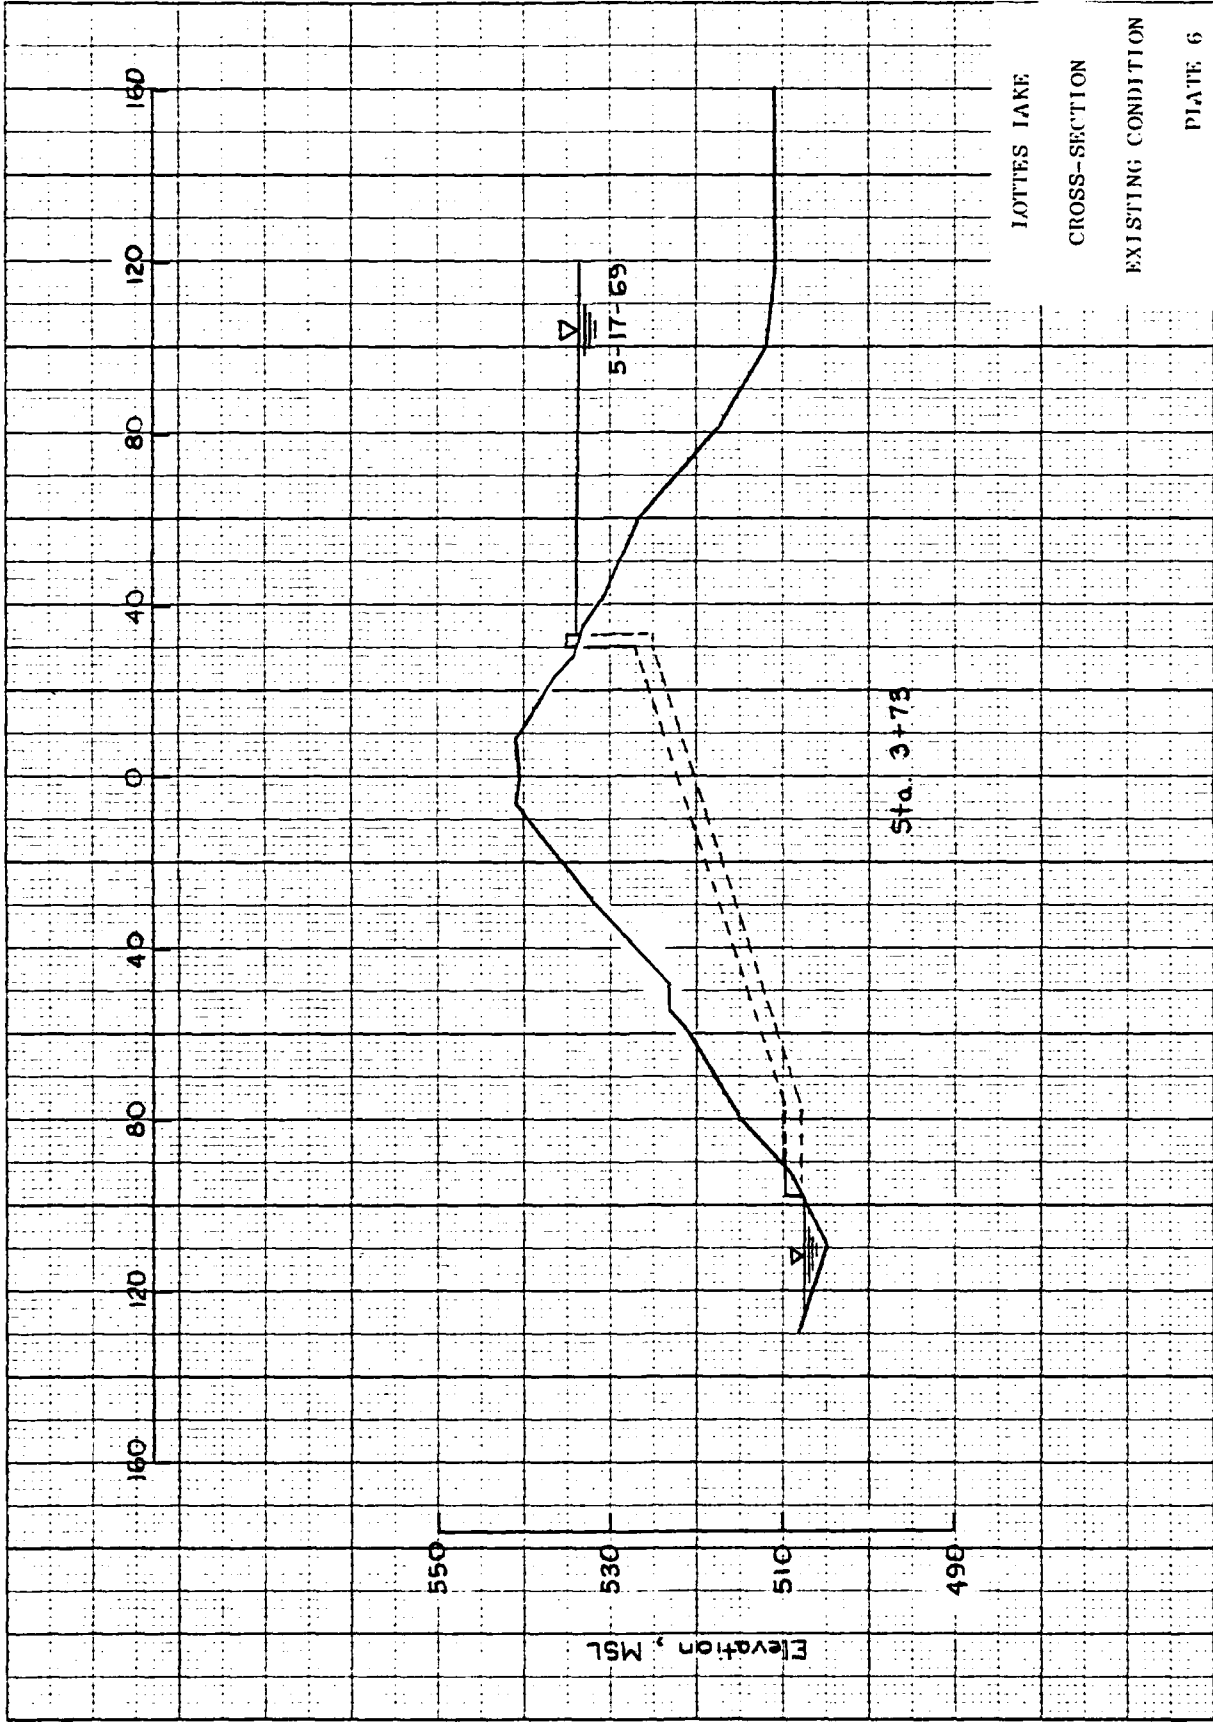 160
120
80
40
0
40
80
120
160
5-17-69
550
530
510
490
Elevation, MSL
Sta. 3+73
LOTTES LAKE
CROSS-SECTION
EXISTING CONDITION
PLATE 6